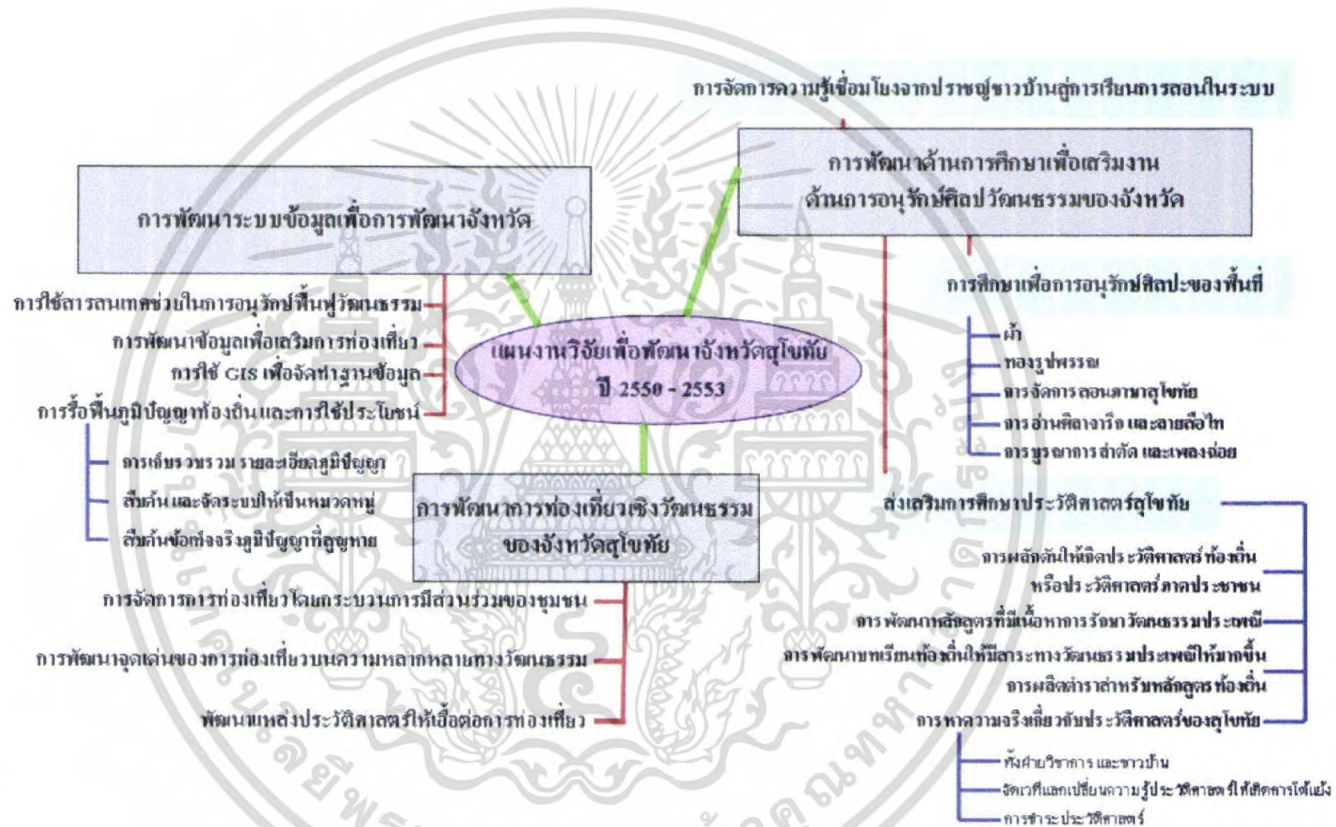 การจัดการความรู้เชื่อมโยงจากปราชญ์ชาวบ้านสู่การเรียนการสอนในระบบ
การพัฒนาด้านการศึกษาเพื่อเสริมงาน
ด้านการอนุรักษ์ศิลปวัฒนธรรมของจังหวัด
การพัฒนาระบบข้อมูลเพื่อการพัฒนาจังหวัด
การใช้สารสนเทศช่วยในการอนุรักษ์ฟื้นฟูวัฒนธรรม
การพัฒนาข้อมูลเพื่อเสริมการท่องเที่ยว
การใช้ GIS เพื่อจัดทำฐานข้อมูล
การรื้อฟื้นภูมิปัญญาท้องถิ่นและการใช้ประโยชน์
การเก็บรวบรวม รายละเอียดภูมิปัญญา
สืบค้น และจัดระบบให้เป็นหมวดหมู่
สืบค้นข้อเท็จจริงภูมิปัญญาที่สูญหาย
แผนงานวิจัยเพื่อพัฒนาจังหวัดสุโขทัย
ปี 2550 - 2553
การศึกษาเพื่อการอนุรักษ์ศิลปะของพื้นที่
ผ้า
ทองรูปพรรณ
การจัดการสอนภาษาสุโขทัย
การอ่านศิลาจารึก และลายลือไท
การบูรณาการลำตัด และเพลงฉ่อย
การพัฒนาการท่องเที่ยวเชิงวัฒนธรรม
ของจังหวัดสุโขทัย
การจัดการการท่องเที่ยวโดยกระบวนการมีส่วนร่วมของชุมชน
การพัฒนาจุดเด่นของการท่องเที่ยวบนความหลากหลายทางวัฒนธรรม
พัฒนาแหล่งประวัติศาสตร์ให้เอื้อต่อการท่องเที่ยว
ส่งเสริมการศึกษาประวัติศาสตร์สุโขทัย
การผลักดันให้เกิดประวัติศาสตร์ท้องถิ่น
หรือประวัติศาสตร์ภาคประชาชน
การพัฒนาหลักสูตรที่มีเนื้อหาการรักษาวัฒนธรรมประเพณี
การพัฒนาบทเรียนท้องถิ่นให้มีสาระทางวัฒนธรรมประเพณีให้มากขึ้น
การผลิตตำราสำหรับหลักสูตรท้องถิ่น
การหาความจริงเกี่ยวกับประวัติศาสตร์ของสุโขทัย
ทั้งฝ่ายวิชาการ และชาวบ้าน
จัดเวทีแลกเปลี่ยนความรู้ประวัติศาสตร์ให้เกิดการโต้แย้ง
การชำระประวัติศาสตร์